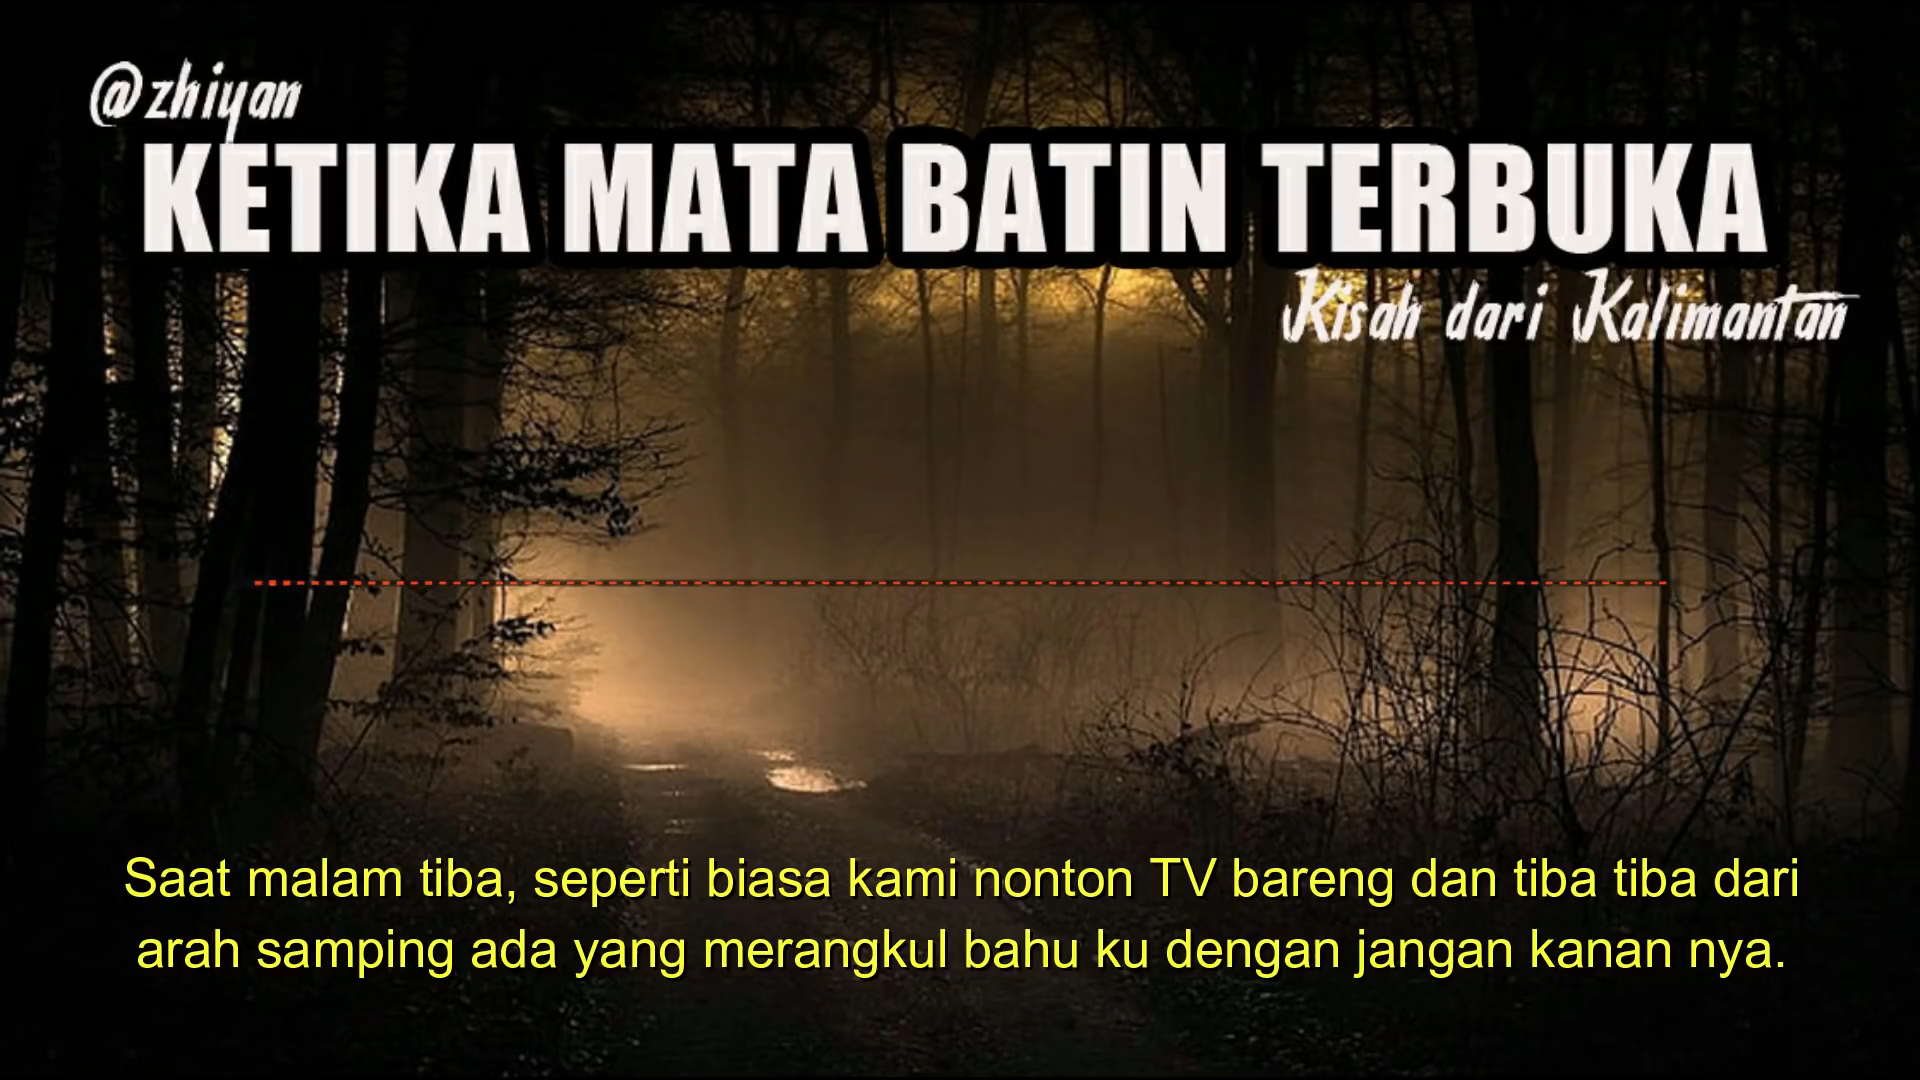 @zhiyan
KETIKA MATA BATIN TERBUKA
Kisah dari Kalimantan
Saat malam tiba, seperti biasa kami nonton TV bareng dan tiba tiba dari
arah samping ada yang merangkul bahu ku dengan jangan kanan nya.